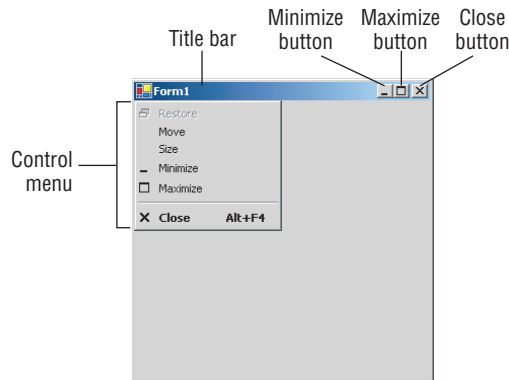 Minimize button
Maximize button
Close button
Title bar
Form1
Control menu
Restore
Move
Size
Minimize
Maximize
Close Alt+F4